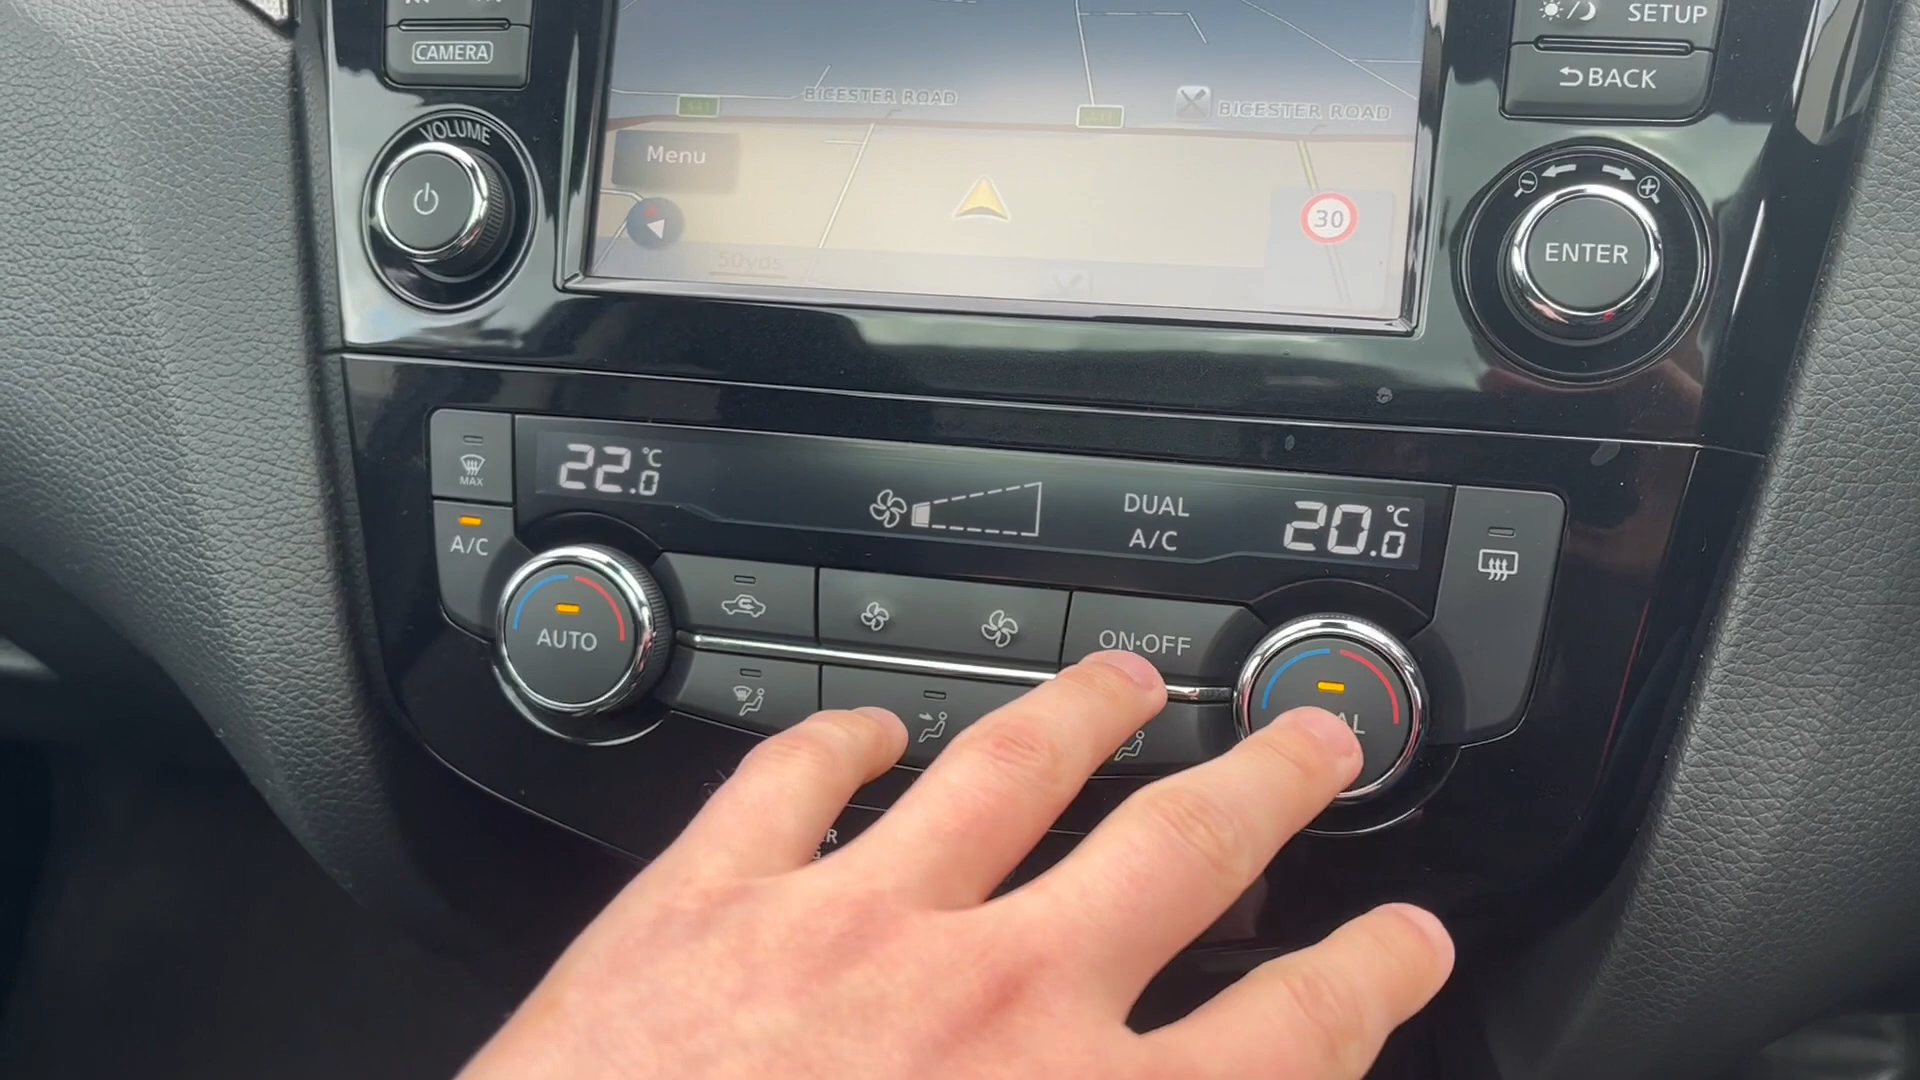 CAMERA
SETUP
BACK
VOLUME
BICESTER ROAD
BICESTER ROAD
Menu
30
50yds
ENTER
22.0 °C
DUAL
A/C
20.0 °C
MAX
A/C
AUTO
ON·OFF